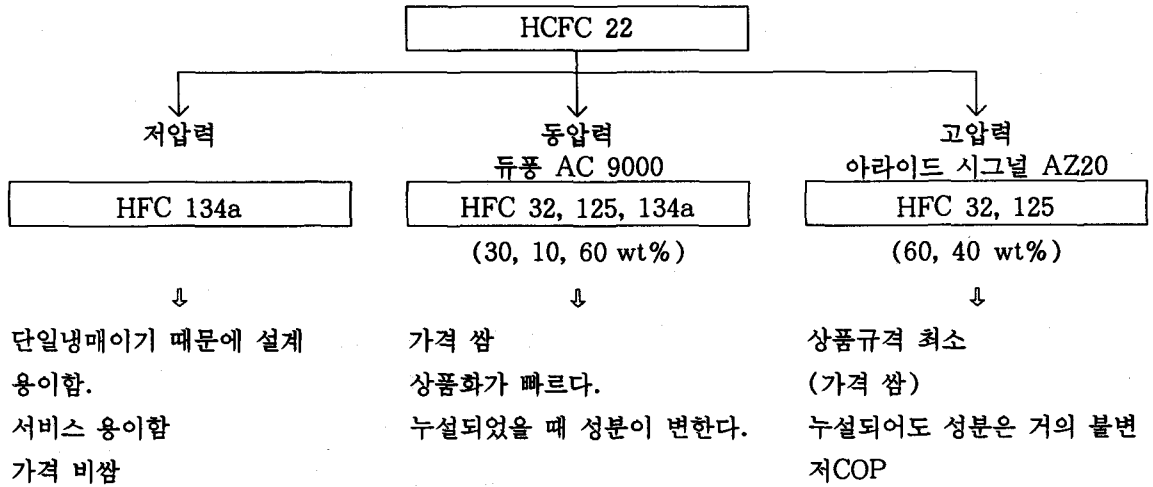 HCFC 22
저압력
동압력
듀퐁 AC 9000
고압력
아라이드 시그널 AZ20
HFC 134a
HFC 32, 125, 134a
(30, 10, 60 wt%)
HFC 32, 125
(60, 40 wt%)
단일냉매이기 때문에 설계
용이함.
서비스 용이함
가격 비쌈
가격 쌈
상품화가 빠르다.
누설되었을 때 성분이 변한다.
상품규격 최소
(가격 쌈)
누설되어도 성분은 거의 불변
저COP